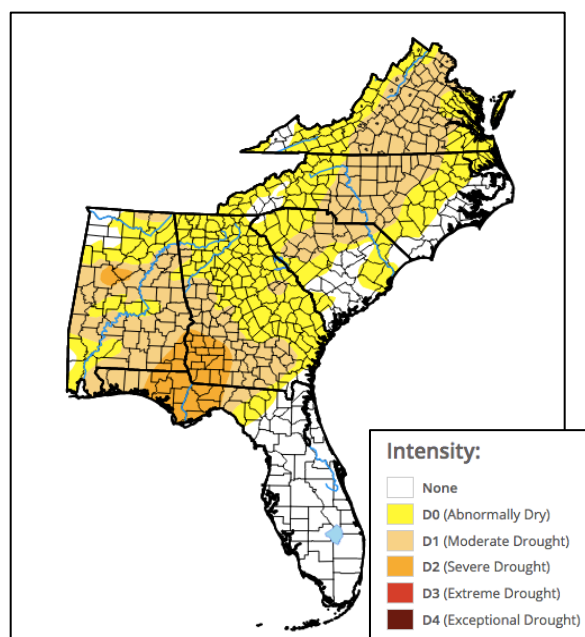 Intensity:
None
D0 (Abnormally Dry)
D1 (Moderate Drought)
D2 (Severe Drought)
D3 (Extreme Drought)
D4 (Exceptional Drought)